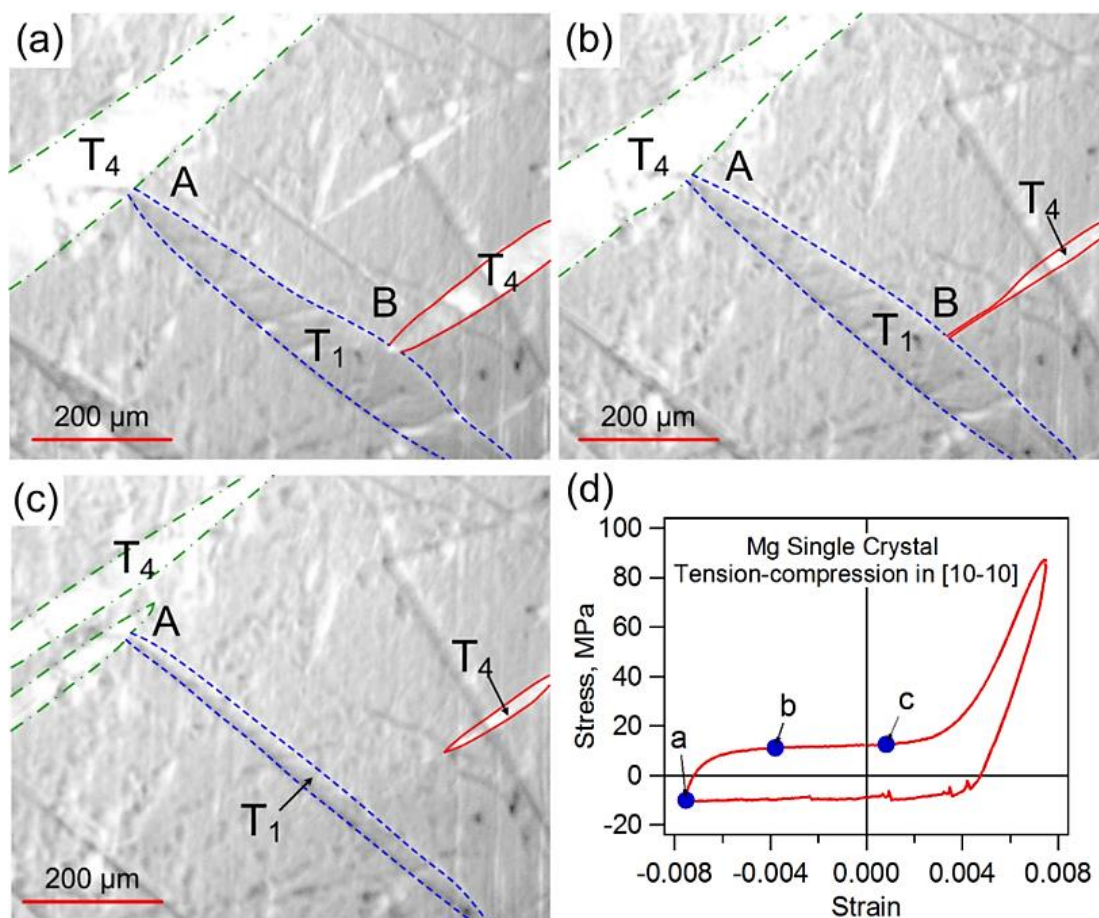 (a)
T4
A
B
T4
T1
200 µm
(b)
T4
A
T4
B
T1
200 µm
(c)
T4
A
T4
T1
200 µm
(d)
Mg Single Crystal
Tension-compression in [10-10]
100
80
60
40
20
0
-20
Stress, MPa
a
b
c
-0.008 -0.004 0.000 0.004 0.008
Strain